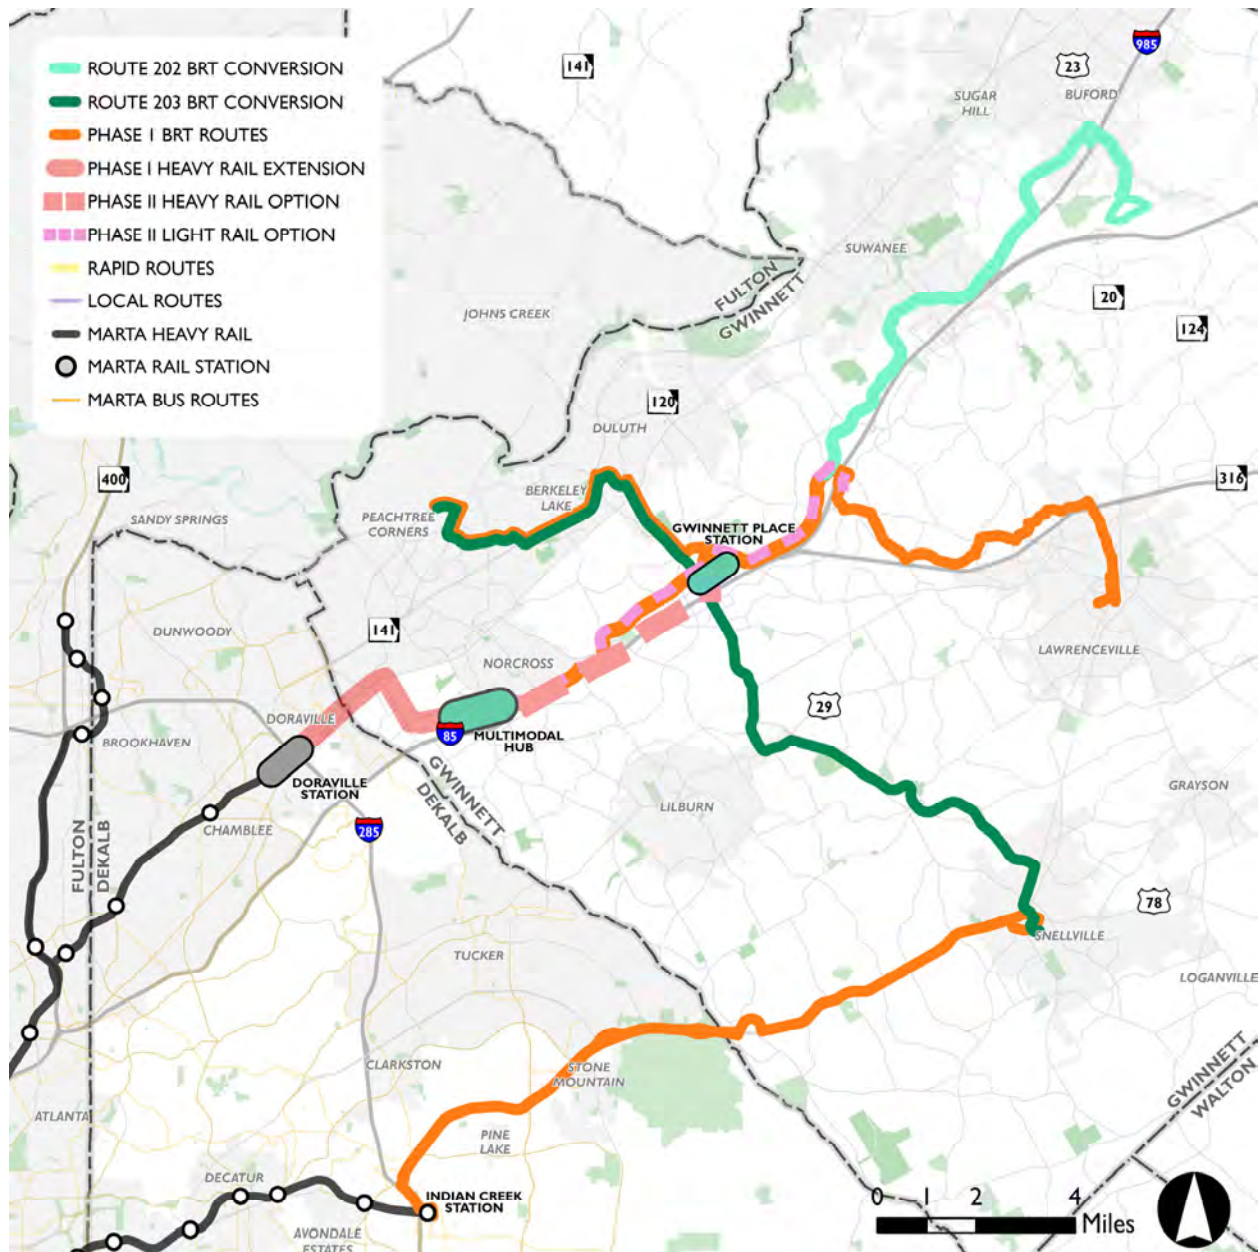 ROUTE 202 BRT CONVERSION
ROUTE 203 BRT CONVERSION
PHASE I BRT ROUTES
PHASE I HEAVY RAIL EXTENSION
PHASE II HEAVY RAIL OPTION
PHASE II LIGHT RAIL OPTION
RAPID ROUTES
LOCAL ROUTES
MARTA HEAVY RAIL
MARTA RAIL STATION
MARTA BUS ROUTES
141
985
23
BUFORD
SUGAR
HILL
SUWANEE
FULTON
GWINNETT
20
124
JOHNS CREEK
120
DULUTH
400
SANDY SPRINGS
BERKELEY
LAKE
PEACHTREE
CORNERS
316
GWINNETT PLACE
STATION
141
DUNWOODY
NORCROSS
LAWRENCEVILLE
29
DORAVILLE
BROOKHAVEN
85
MULTIMODAL
HUB
DORAVILLE
STATION
GWINNETT
DEKALB
GRAYSON
LILBURN
CHAMBLEE
285
FULTON
DEKALB
78
SNELLVILLE
TUCKER
LOGANVILLE
CLARKSTON
STONE
MOUNTAIN
GWINNETT
WALTON
ATLANTA
PINE
LAKE
DECATUR
INDIAN CREEK
STATION
AVONDALE
ESTATES
0 1 2 4
Miles